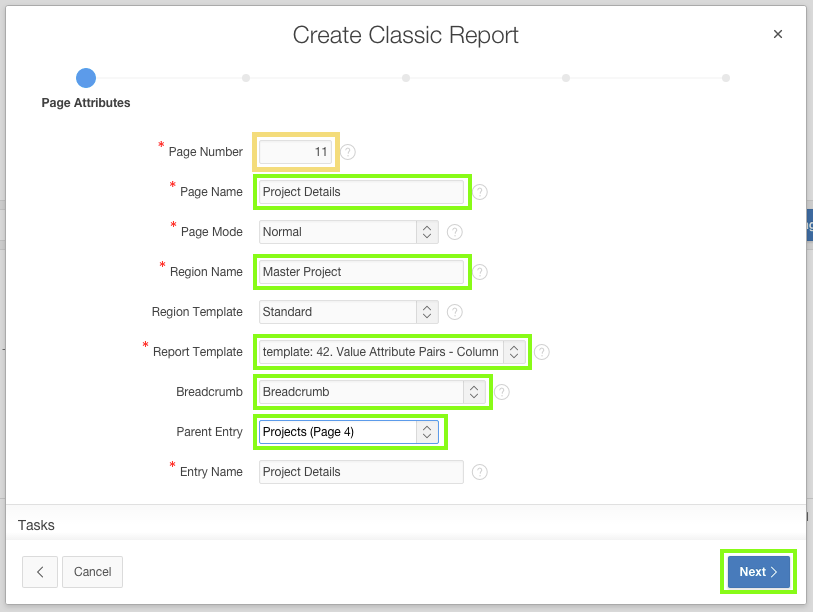 Create Classic Report
×
Page Attributes
* Page Number 11 ?
* Page Name Project Details ?
* Page Mode Normal ?
* Region Name Master Project ?
Region Template Standard ?
* Report Template template: 42. Value Attribute Pairs - Column ?
Breadcrumb Breadcrumb ?
Parent Entry Projects (Page 4)
* Entry Name Project Details ?
Tasks
Cancel
Next